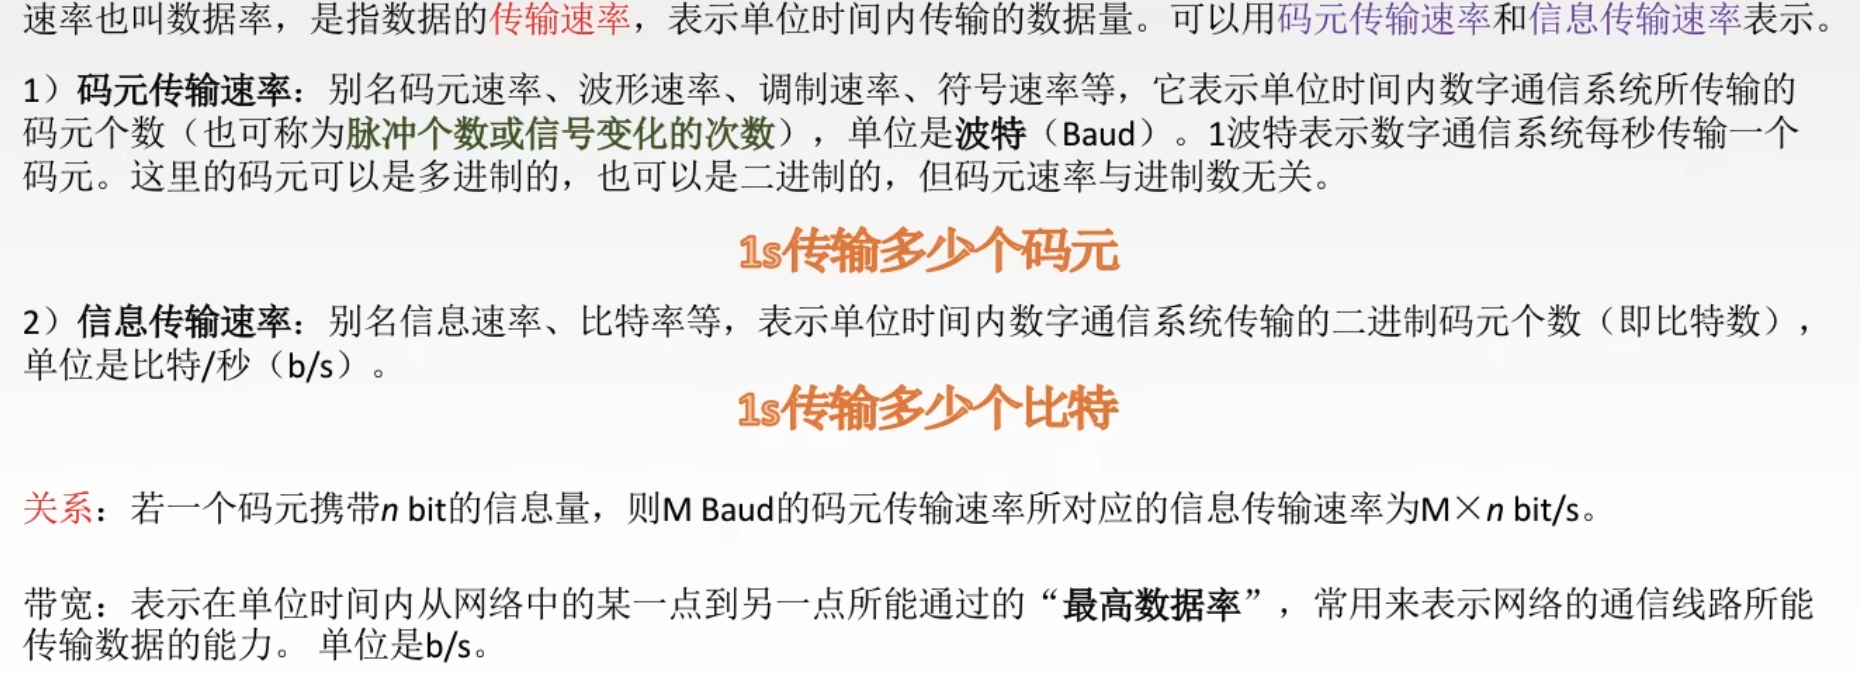 速率也叫数据率，是指数据的传输速率，表示单位时间内传输的数据量。可以用码元传输速率和信息传输速率表示。
1）码元传输速率：别名码元速率、波形速率、调制速率、符号速率等，它表示单位时间内数字通信系统所传输的
码元个数（也可称为脉冲个数或信号变化的次数），单位是波特（Baud）。1波特表示数字通信系统每秒传输一个
码元。这里的码元可以是多进制的，也可以是二进制的，但码元速率与进制数无关。
1s传输多少个码元
2）信息传输速率：别名信息速率、比特率等，表示单位时间内数字通信系统传输的二进制码元个数（即比特数），
单位是比特/秒（b/s）。
1s传输多少个比特
关系：若一个码元携带n bit的信息量，则M Baud的码元传输速率所对应的信息传输速率为M×n bit/s。
带宽：表示在单位时间内从网络中的某一点到另一点所能通过的“最高数据率”，常用来表示网络的通信线路所能
传输数据的能力。 单位是b/s。